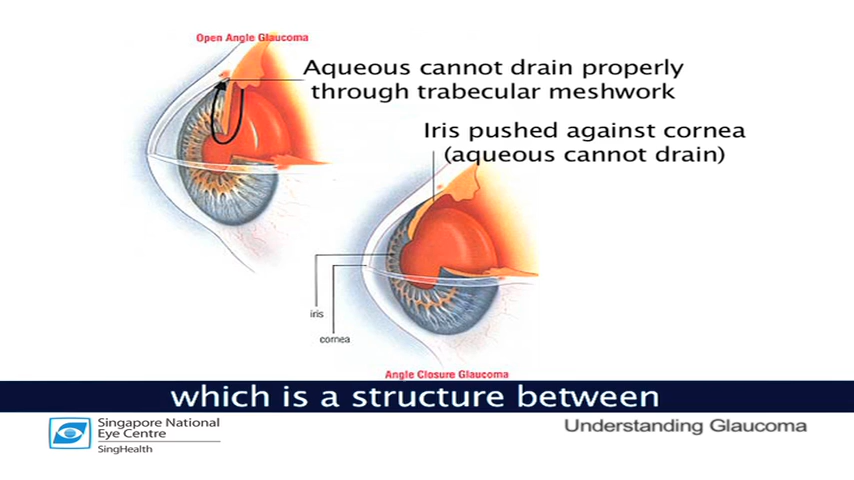 Open Angle Glaucoma
Aqueous cannot drain properly
through trabecular meshwork
Iris pushed against cornea
(aqueous cannot drain)
iris
cornea
Angle Closure Glaucoma
which is a structure between
Singapore National
Eye Centre
SingHealth
Understanding Glaucoma